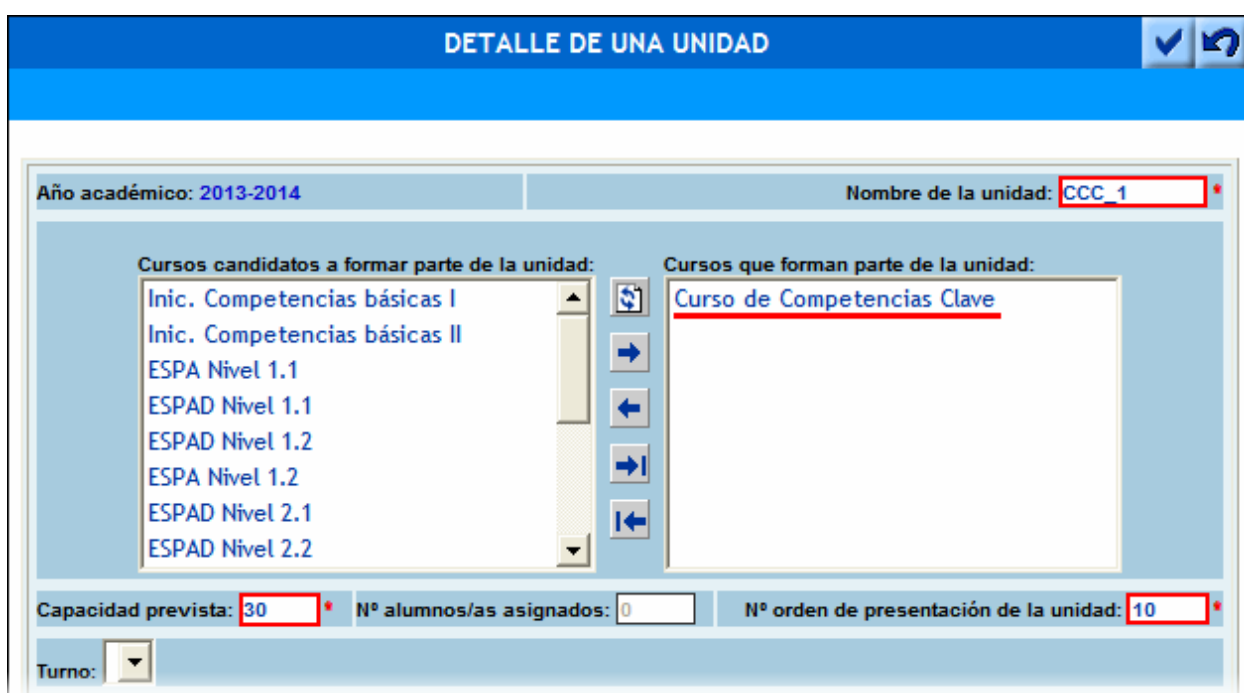 DETALLE DE UNA UNIDAD
Año académico: 2013-2014 Nombre de la unidad: CCC_1 *
Cursos candidatos a formar parte de la unidad: Cursos que forman parte de la unidad:
Inic. Competencias básicas I Curso de Competencias Clave
Inic. Competencias básicas II
ESPA Nivel 1.1
ESPAD Nivel 1.1
ESPAD Nivel 1.2
ESPA Nivel 1.2
ESPAD Nivel 2.1
ESPAD Nivel 2.2
Capacidad prevista: 30 * Nº alumnos/as asignados: 0 Nº orden de presentación de la unidad: 10 *
Turno: